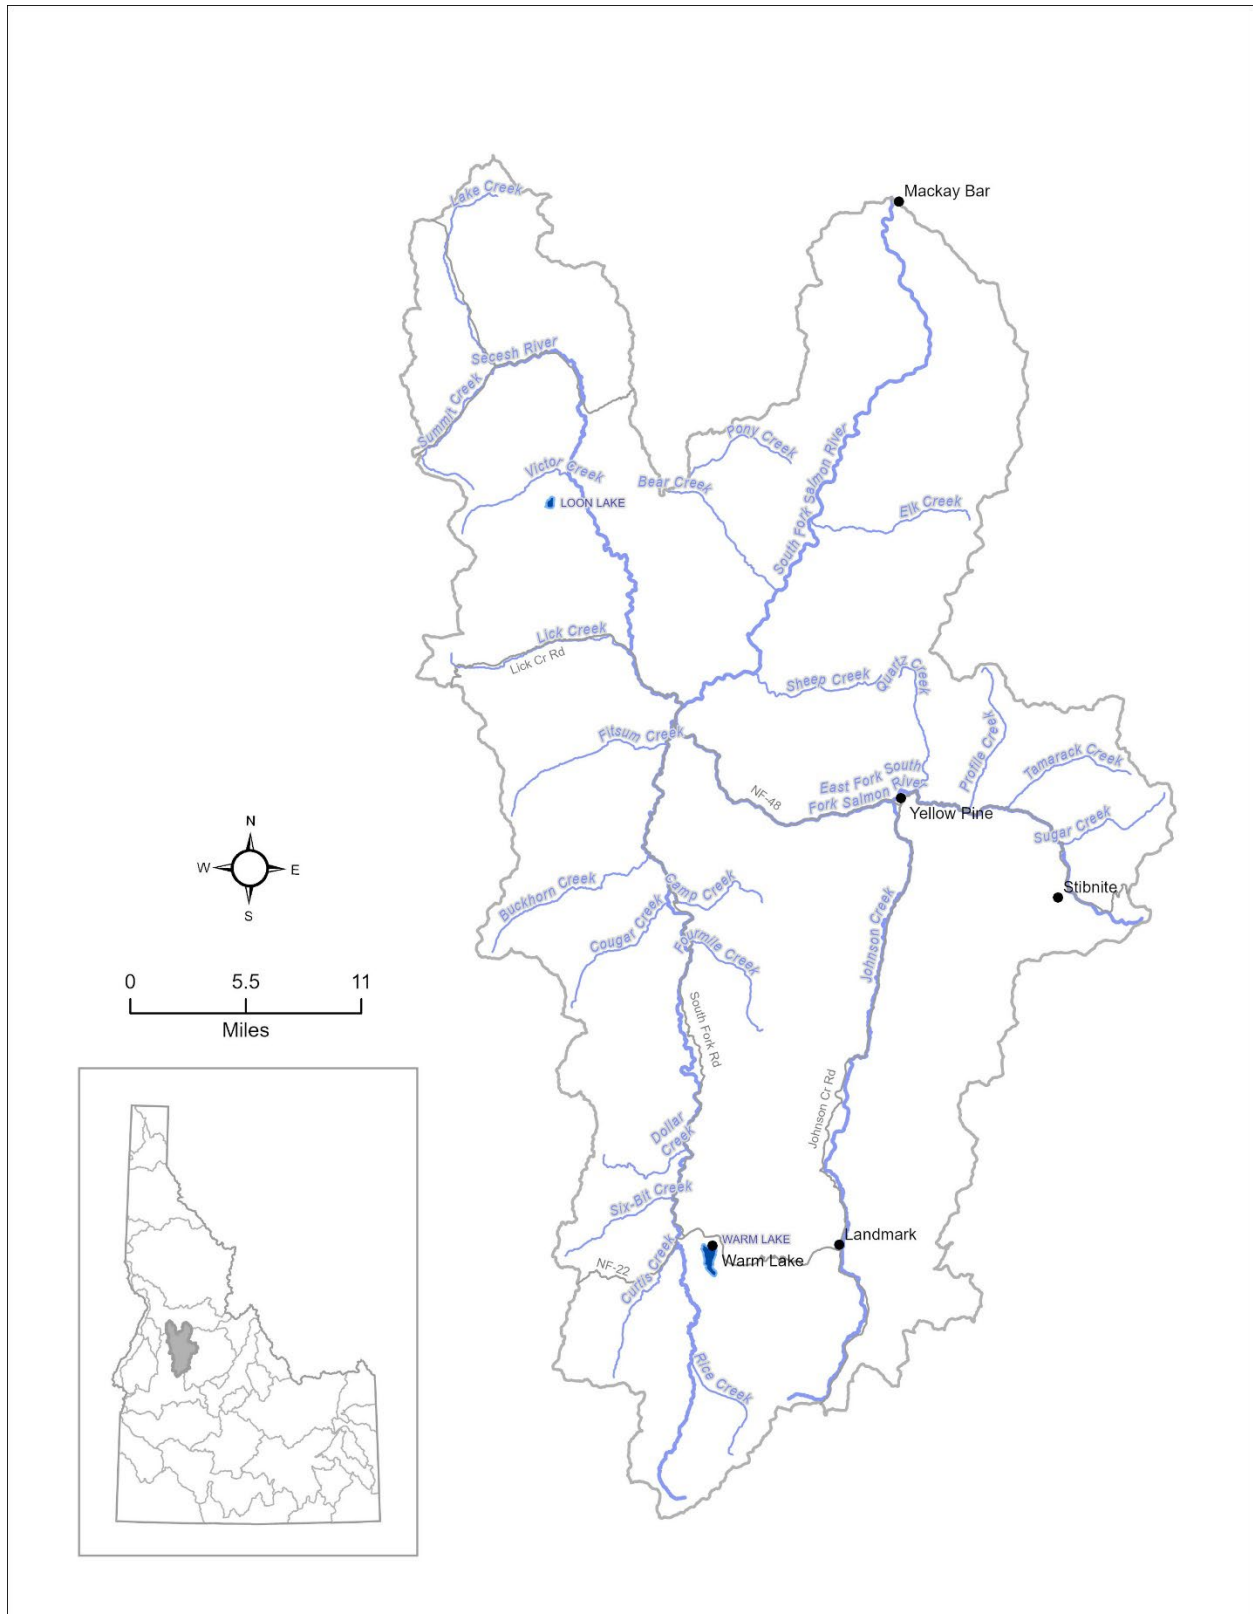 Mackay Bar
Lake Creek
Secesh River
Summit Creek
Pony Creek
Victor Creek
Bear Creek
South Fork Salmon River
LOON LAKE
Elk Creek
Lick Creek
Lick Cr Rd
Sheep Creek
Quartz Creek
Fitsum Creek
Profile Creek
Tamarack Creek
East Fork South
Fork Salmon River
NF-48
Yellow Pine
Sugar Creek
N
W
E
S
Buckhorn Creek
Camp Creek
Stibnite
Cougar Creek
Fourmile Creek
Johnson Creek
0
5.5
11
Miles
South Fork Rd
Johnson Cr Rd
Dollar
Creek
Six-Bit Creek
Curtis Creek
WARM LAKE
Warm Lake
Landmark
NF-22
Rice Creek